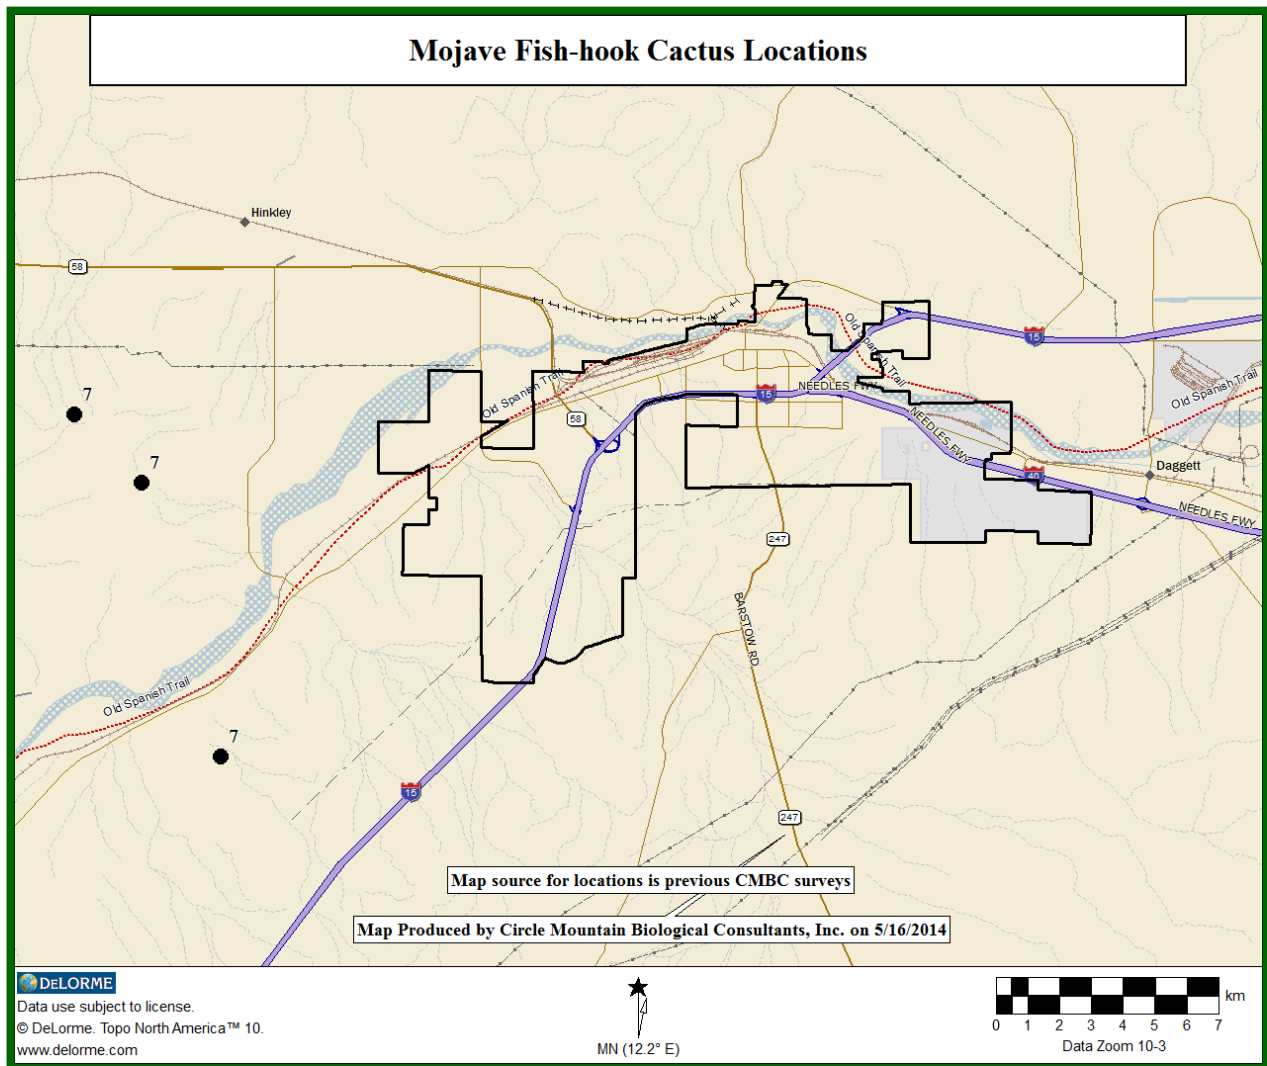 Mojave Fish-hook Cactus Locations
Hinkley
58
15
Old Spanish Trail
7
Old Spanish Trail
NEEDLES FWY
15
Old Spanish Trail
58
NEEDLES FWY
7
Daggett
40
NEEDLES FWY
247
BARSTOW RD
Old Spanish Trail
7
15
247
Map source for locations is previous CMBC surveys
Map Produced by Circle Mountain Biological Consultants, Inc. on 5/16/2014
DELORME
Data use subject to license.
© DeLorme. Topo North America™ 10.
www.delorme.com
MN (12.2° E)
km
0 1 2 3 4 5 6 7
Data Zoom 10-3